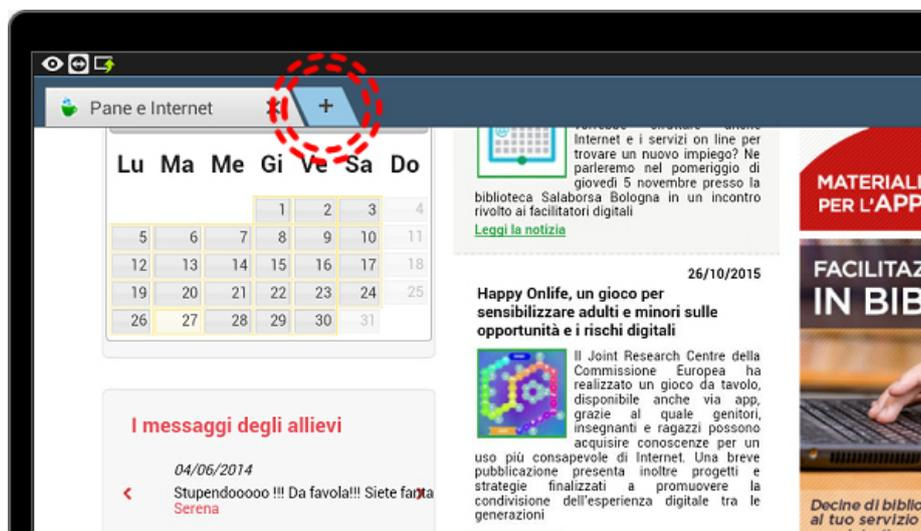 Pane e Internet
Lu Ma Me Gi Ve Sa Do
1 2 3 4
5 6 7 8 9 10 11
12 13 14 15 16 17 18
19 20 21 22 23 24 25
26 27 28 29 30 31
I messaggi degli allievi
04/06/2014
Stupendooooo !!! Da favola!!! Siete fanta
Serena
Internet e i servizi on line per
trovare un nuovo impiego? Ne
parleremo nel pomeriggio di
giovedì 5 novembre presso la
biblioteca Salaborsa Bologna in un incontro
rivolto ai facilitatori digitali
Leggi la notizia
26/10/2015
Happy Onlife, un gioco per
sensibilizzare adulti e minori sulle
opportunità e i rischi digitali
Il Joint Research Centre della
Commissione Europea ha
realizzato un gioco da tavolo,
disponibile anche via app,
grazie al quale genitori,
insegnanti e ragazzi possono
acquisire conoscenze per un
uso più consapevole di Internet. Una breve
pubblicazione presenta inoltre progetti e
strategie finalizzati a promuovere la
condivisione dell'esperienza digitale tra le
generazioni
MATERIALI
PER L'APP
FACILITAZ
IN BIB
Decine di biblio
al tuo servizio